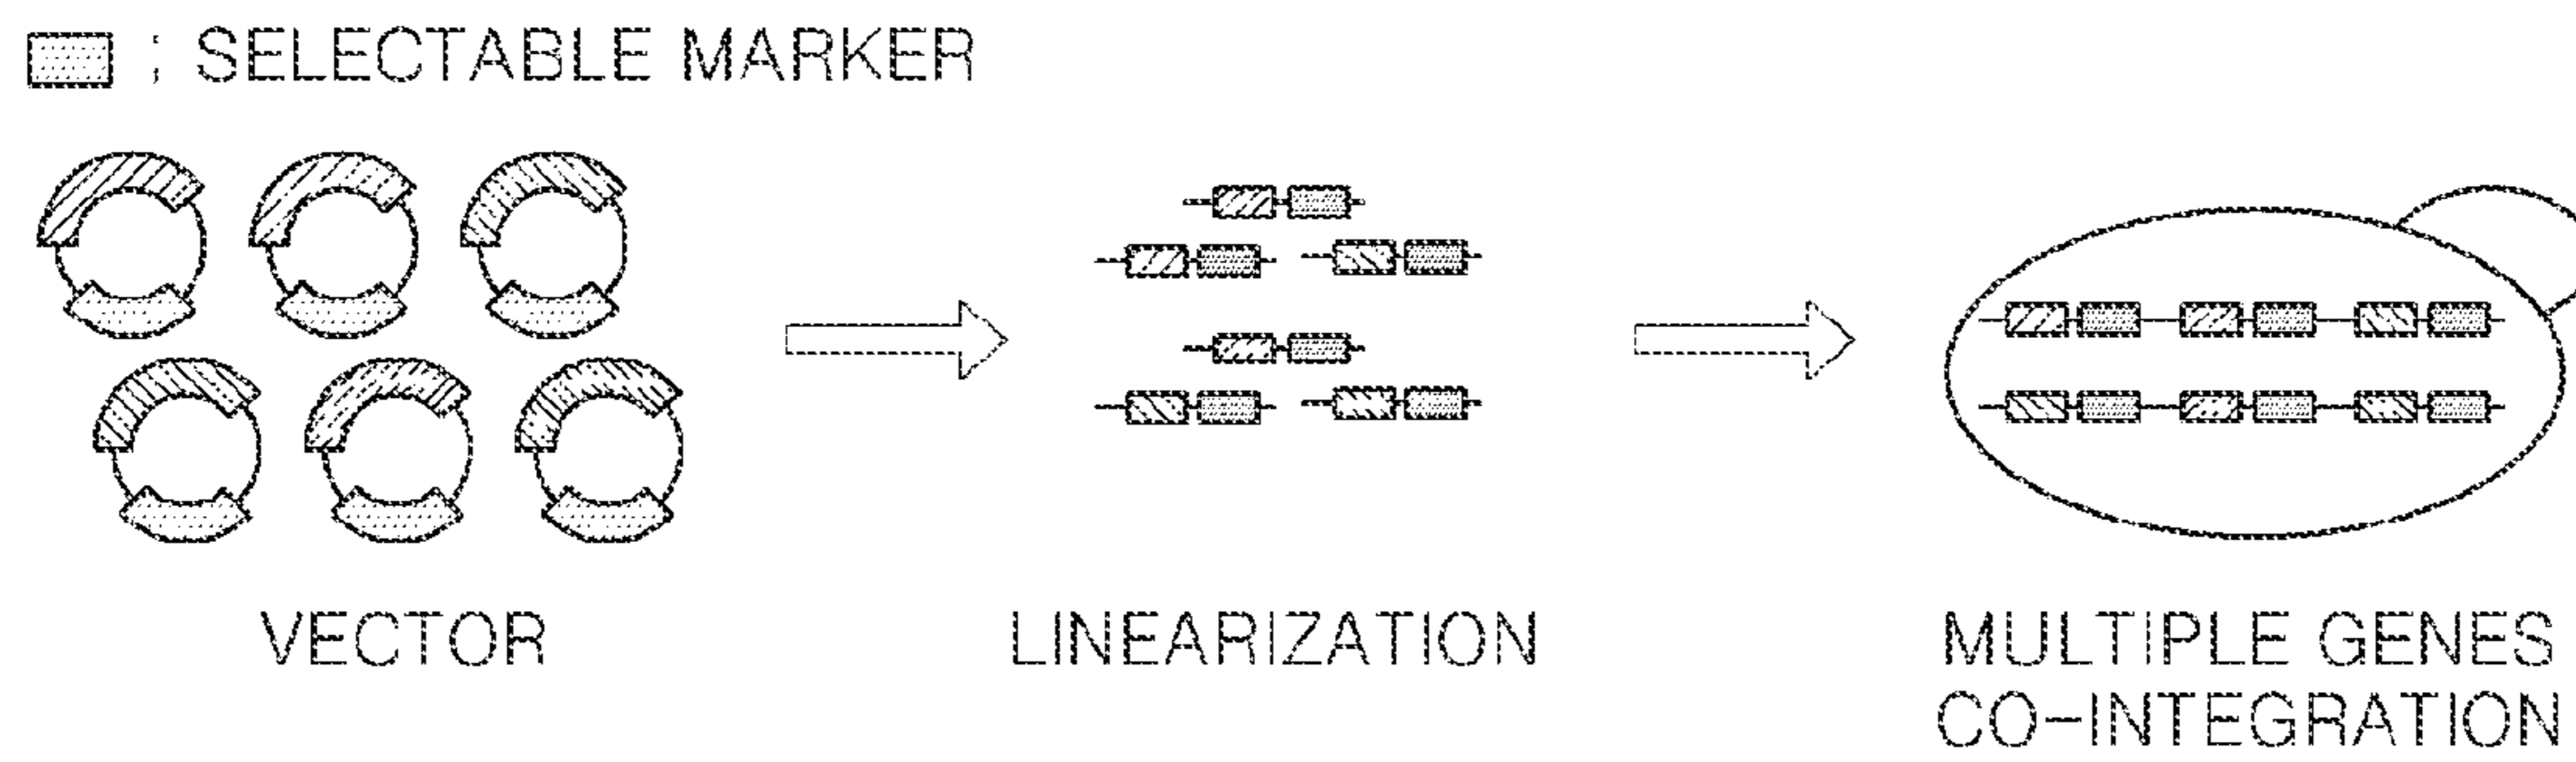 ; SELECTABLE MARKER
VECTOR
LINEARIZATION
MULTIPLE GENES
CO-INTEGRATION